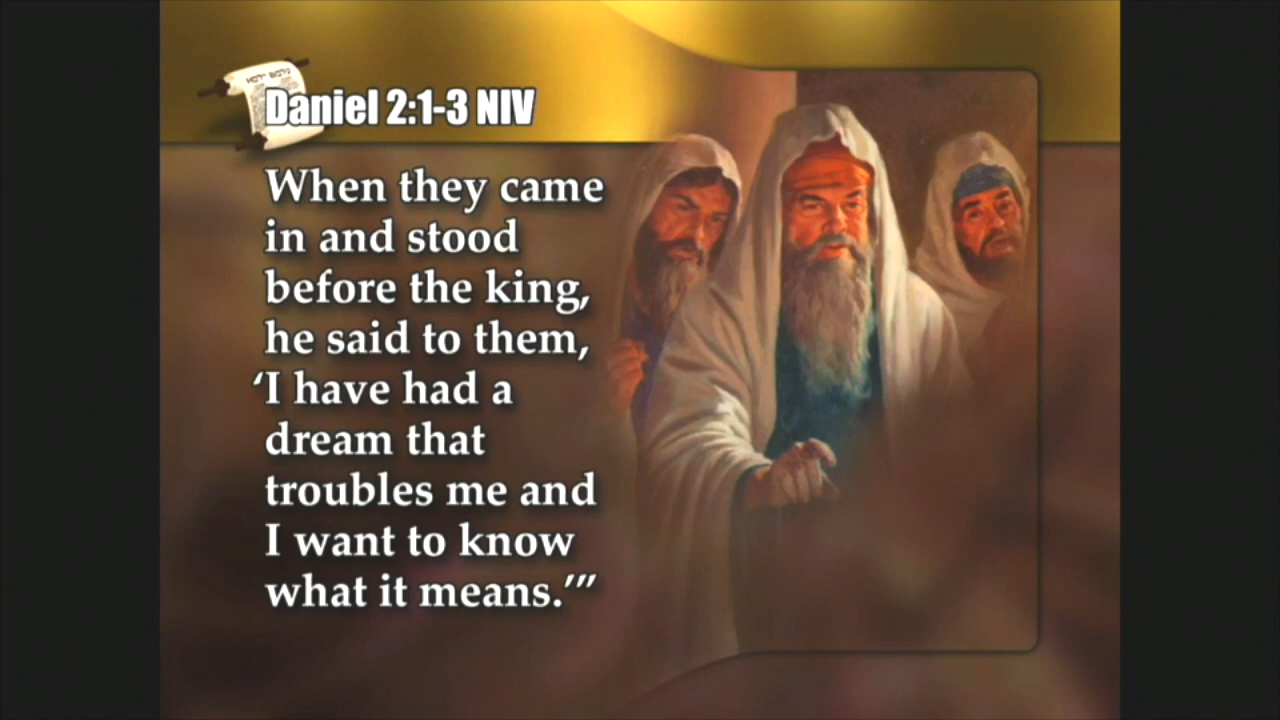 Daniel 2:1-3 NIV
When they came
in and stood
before the king,
he said to them,
‘I have had a
dream that
troubles me and
I want to know
what it means.’”